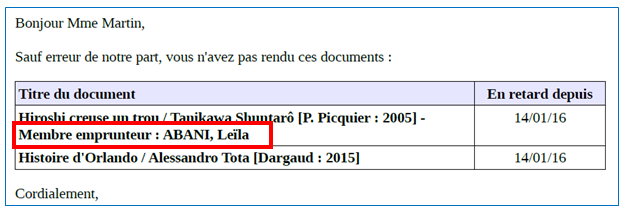 Bonjour Mme Martin,
Sauf erreur de notre part, vous n'avez pas rendu ces documents :
Titre du document En retard depuis
Hiroshi creuse un trou / Tanikawa Shuntarô [P. Picquier : 2005] - 14/01/16
Membre emprunteur : ABANI, Leïla
Histoire d'Orlando / Alessandro Tota [Dargaud : 2015] 14/01/16
Cordialement,